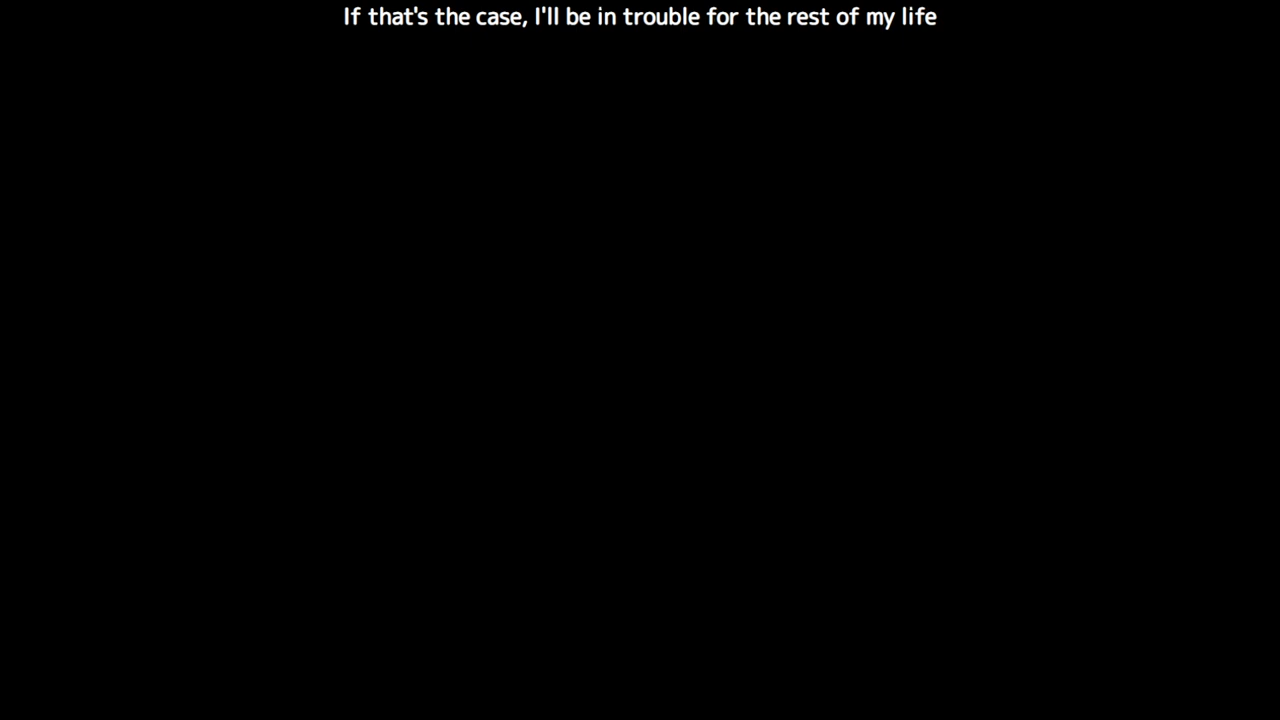 If that's the case, I'll be in trouble for the rest of my life